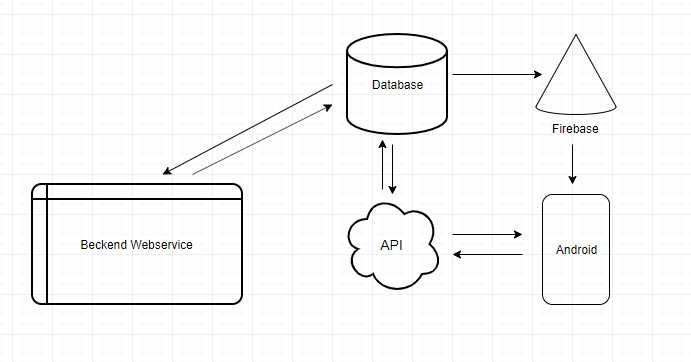 Database
Firebase
Beckend Webservice
API
Android